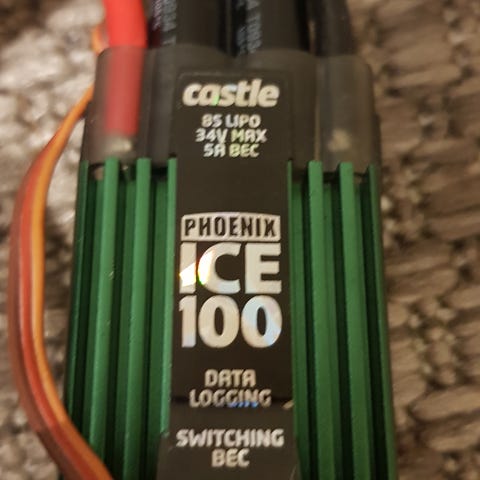 castle
8S LIPO
34V MAX
5A BEC
PHOENIX
ICE
100
DATA
LOGGING
SWITCHING
BEC